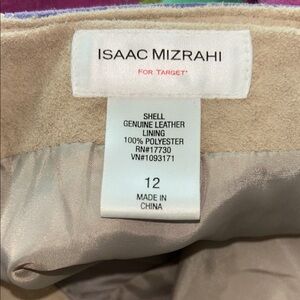 ISAAC MIZRAHI
FOR TARGET*
SHELL
GENUINE LEATHER
LINING
100% POLYESTER
RN#17730
VN#1093171
12
MADE IN
CHINA